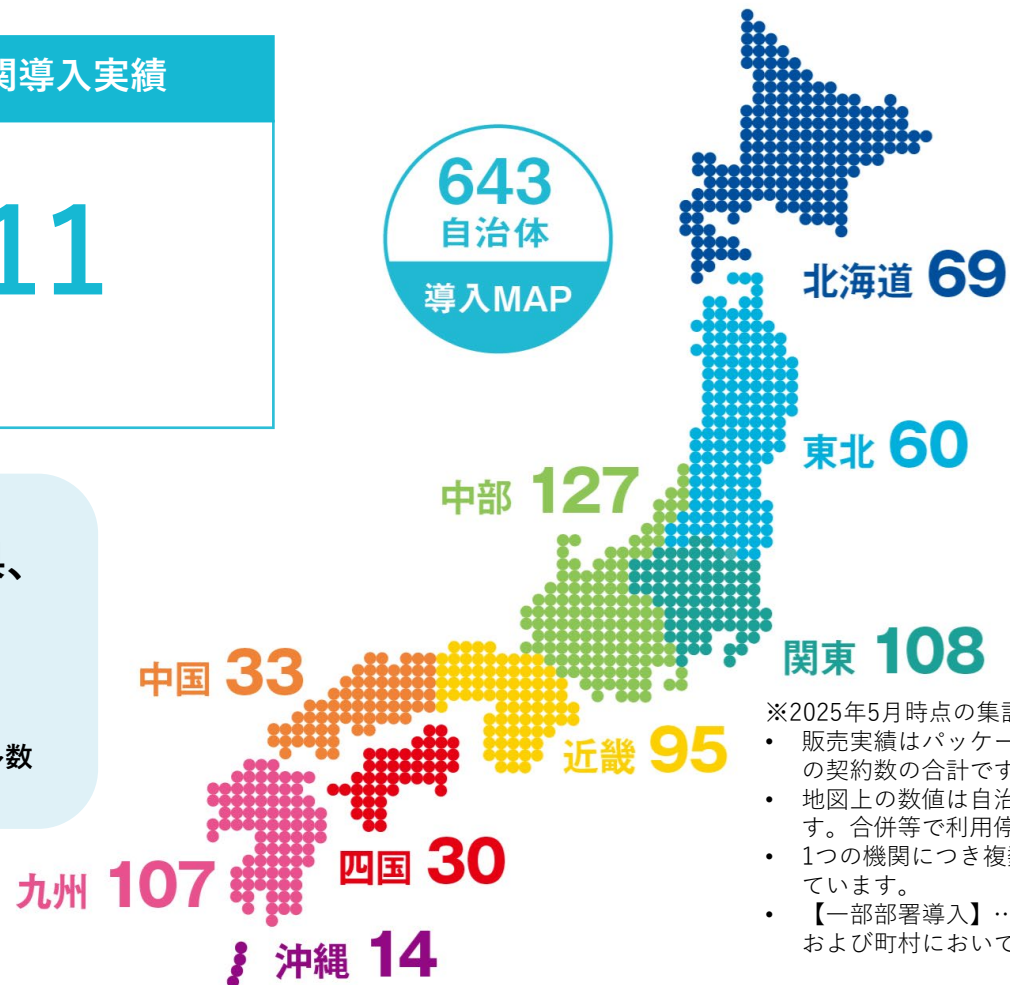 関導入実績
11
643
自治体
導入MAP
北海道 69
東北 60
中部 127
関東 108
中国 33
近畿 95
四国 30
九州 107
沖縄 14
、
多数
※2025年5月時点の集
• 販売実績はパッケー
の契約数の合計です
• 地図上の数値は自治
す。合併等で利用停
• 1つの機関につき複
ています。
• 【一部部署導入】…
および町村において